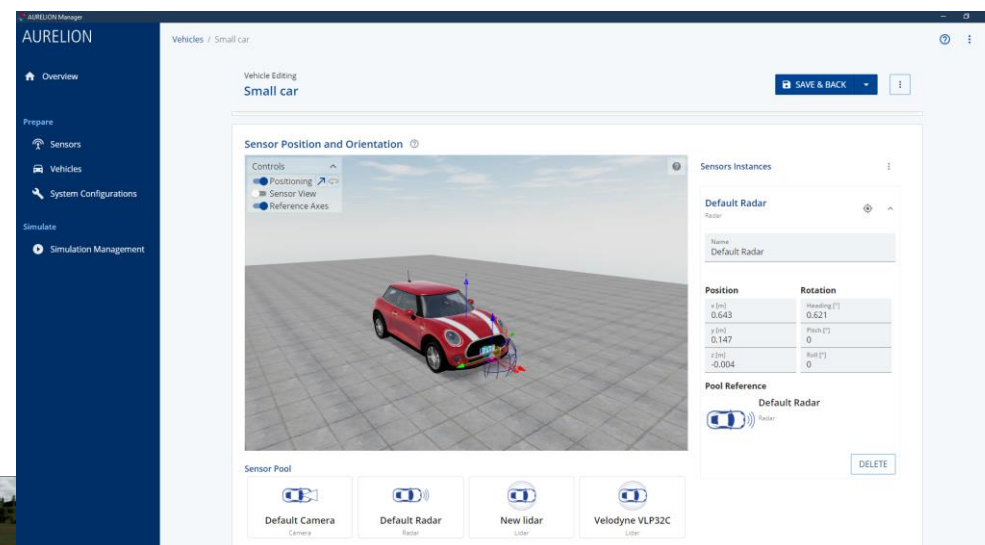 AURELION Manager
AURELION
Vehicles / Small car
Overview
Vehicle Editing
Small car
SAVE & BACK
Prepare
Sensors
Vehicles
System Configurations
Simulate
Simulation Management
Sensor Position and Orientation
Controls
Positioning
Sensor View
Reference Axes
Sensors Instances
Default Radar
Radar
Name
Default Radar
Position Rotation
x [m] Heading [°]
0.643 0.621
y [m] Pitch [°]
0.147 0
z [m] Roll [°]
-0.004 0
Pool Reference
Default Radar
Radar
DELETE
Sensor Pool
Default Camera Default Radar New lidar Velodyne VLP32C
Camera Radar Lidar Lidar